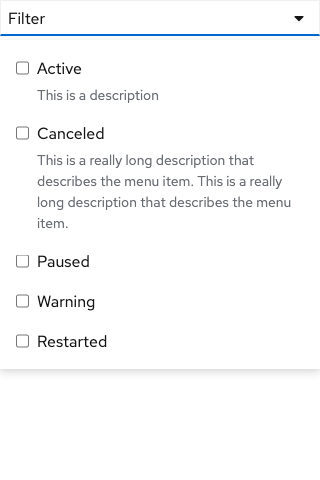 Filter
Active
This is a description
Canceled
This is a really long description that
describes the menu item. This is a really
long description that describes the menu
item.
Paused
Warning
Restarted